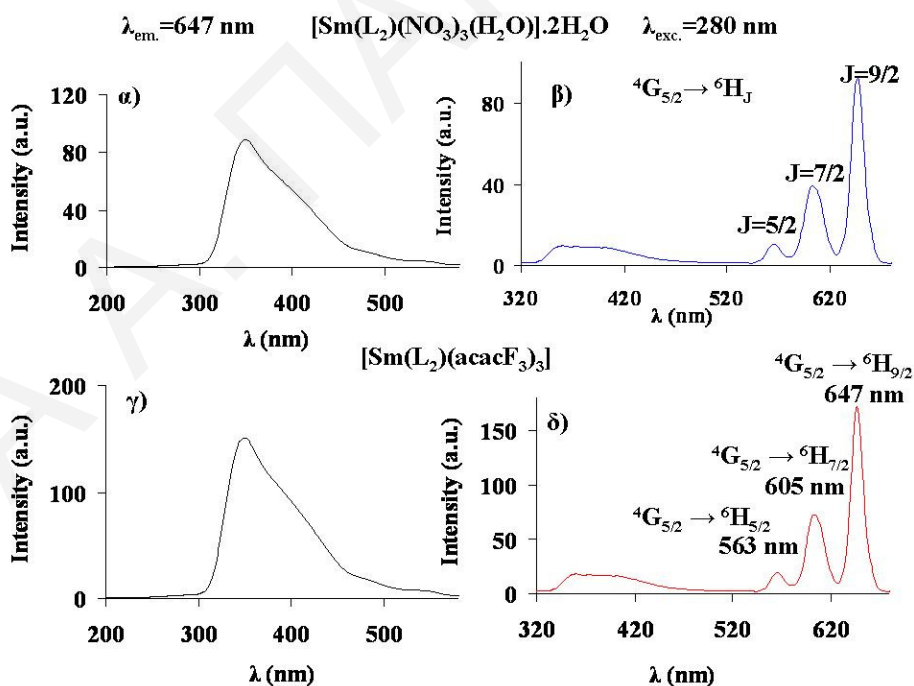 λem.=647 nm [Sm(L2)(NO3)3(H2O)].2H2O λexc.=280 nm
α)
Intensity (a.u.)
120
80
40
0
200 300 400 500
λ (nm)
β)
4G5/2 → 6HJ
J=9/2
J=7/2
J=5/2
Intensity (a.u.)
80
40
0
320 420 520 620
λ (nm)
[Sm(L2)(acacF3)3]
γ)
Intensity (a.u.)
200
100
0
200 300 400 500
λ (nm)
δ)
4G5/2 → 6H9/2
647 nm
4G5/2 → 6H7/2
605 nm
4G5/2 → 6H5/2
563 nm
Intensity (a.u.)
150
100
50
0
320 420 520 620
λ (nm)
Α. ΠΑ